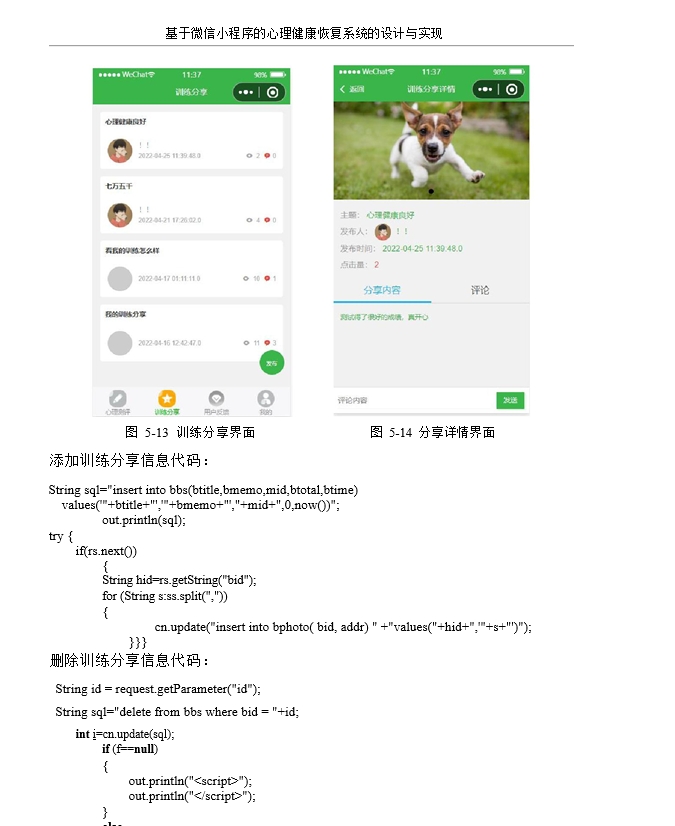 基于微信小程序的心理健康恢复系统的设计与实现
●●●●● WeChat 11:37 98%
训练分享
心理健康良好
！！
2022-04-25 11:39:48.0 2 0
七万五千
！！
2022-04-21 17:20:02.0 4 0
看我的训练怎么样
2022-04-17 01:11:11.0 18 1
我的训练分享
2022-04-16 12:42:47.0 11 3
发布
心理测评 训练分享 用户反馈 我的
●●●●● WeChat 11:37 98%
返回 训练分享详情
主题： 心理健康良好
发布人： ！！
发布时间： 2022-04-25 11:39:48.0
点击量： 2
分享内容 评论
测试得了很好的成绩，真开心
评论内容 发送
图 5-13 训练分享界面 图 5-14 分享详情界面
添加训练分享信息代码：
String sql="insert into bbs(btitle,bmemo,mid,btotal,btime)
values('"+btitle+"','"+bmemo+"',"+mid+",0,now())";
out.println(sql);
try {
if(rs.next())
{
String hid=rs.getString("bid");
for (String s:ss.split(","))
{
cn.update("insert into bphoto( bid, addr) " +"values("+hid+",'"+s+"')");
}}}
删除训练分享信息代码：
String id = request.getParameter("id");
String sql="delete from bbs where bid = "+id;
int i=cn.update(sql);
if (f==null)
{
out.println("<script>");
out.println("</script>");
}
else